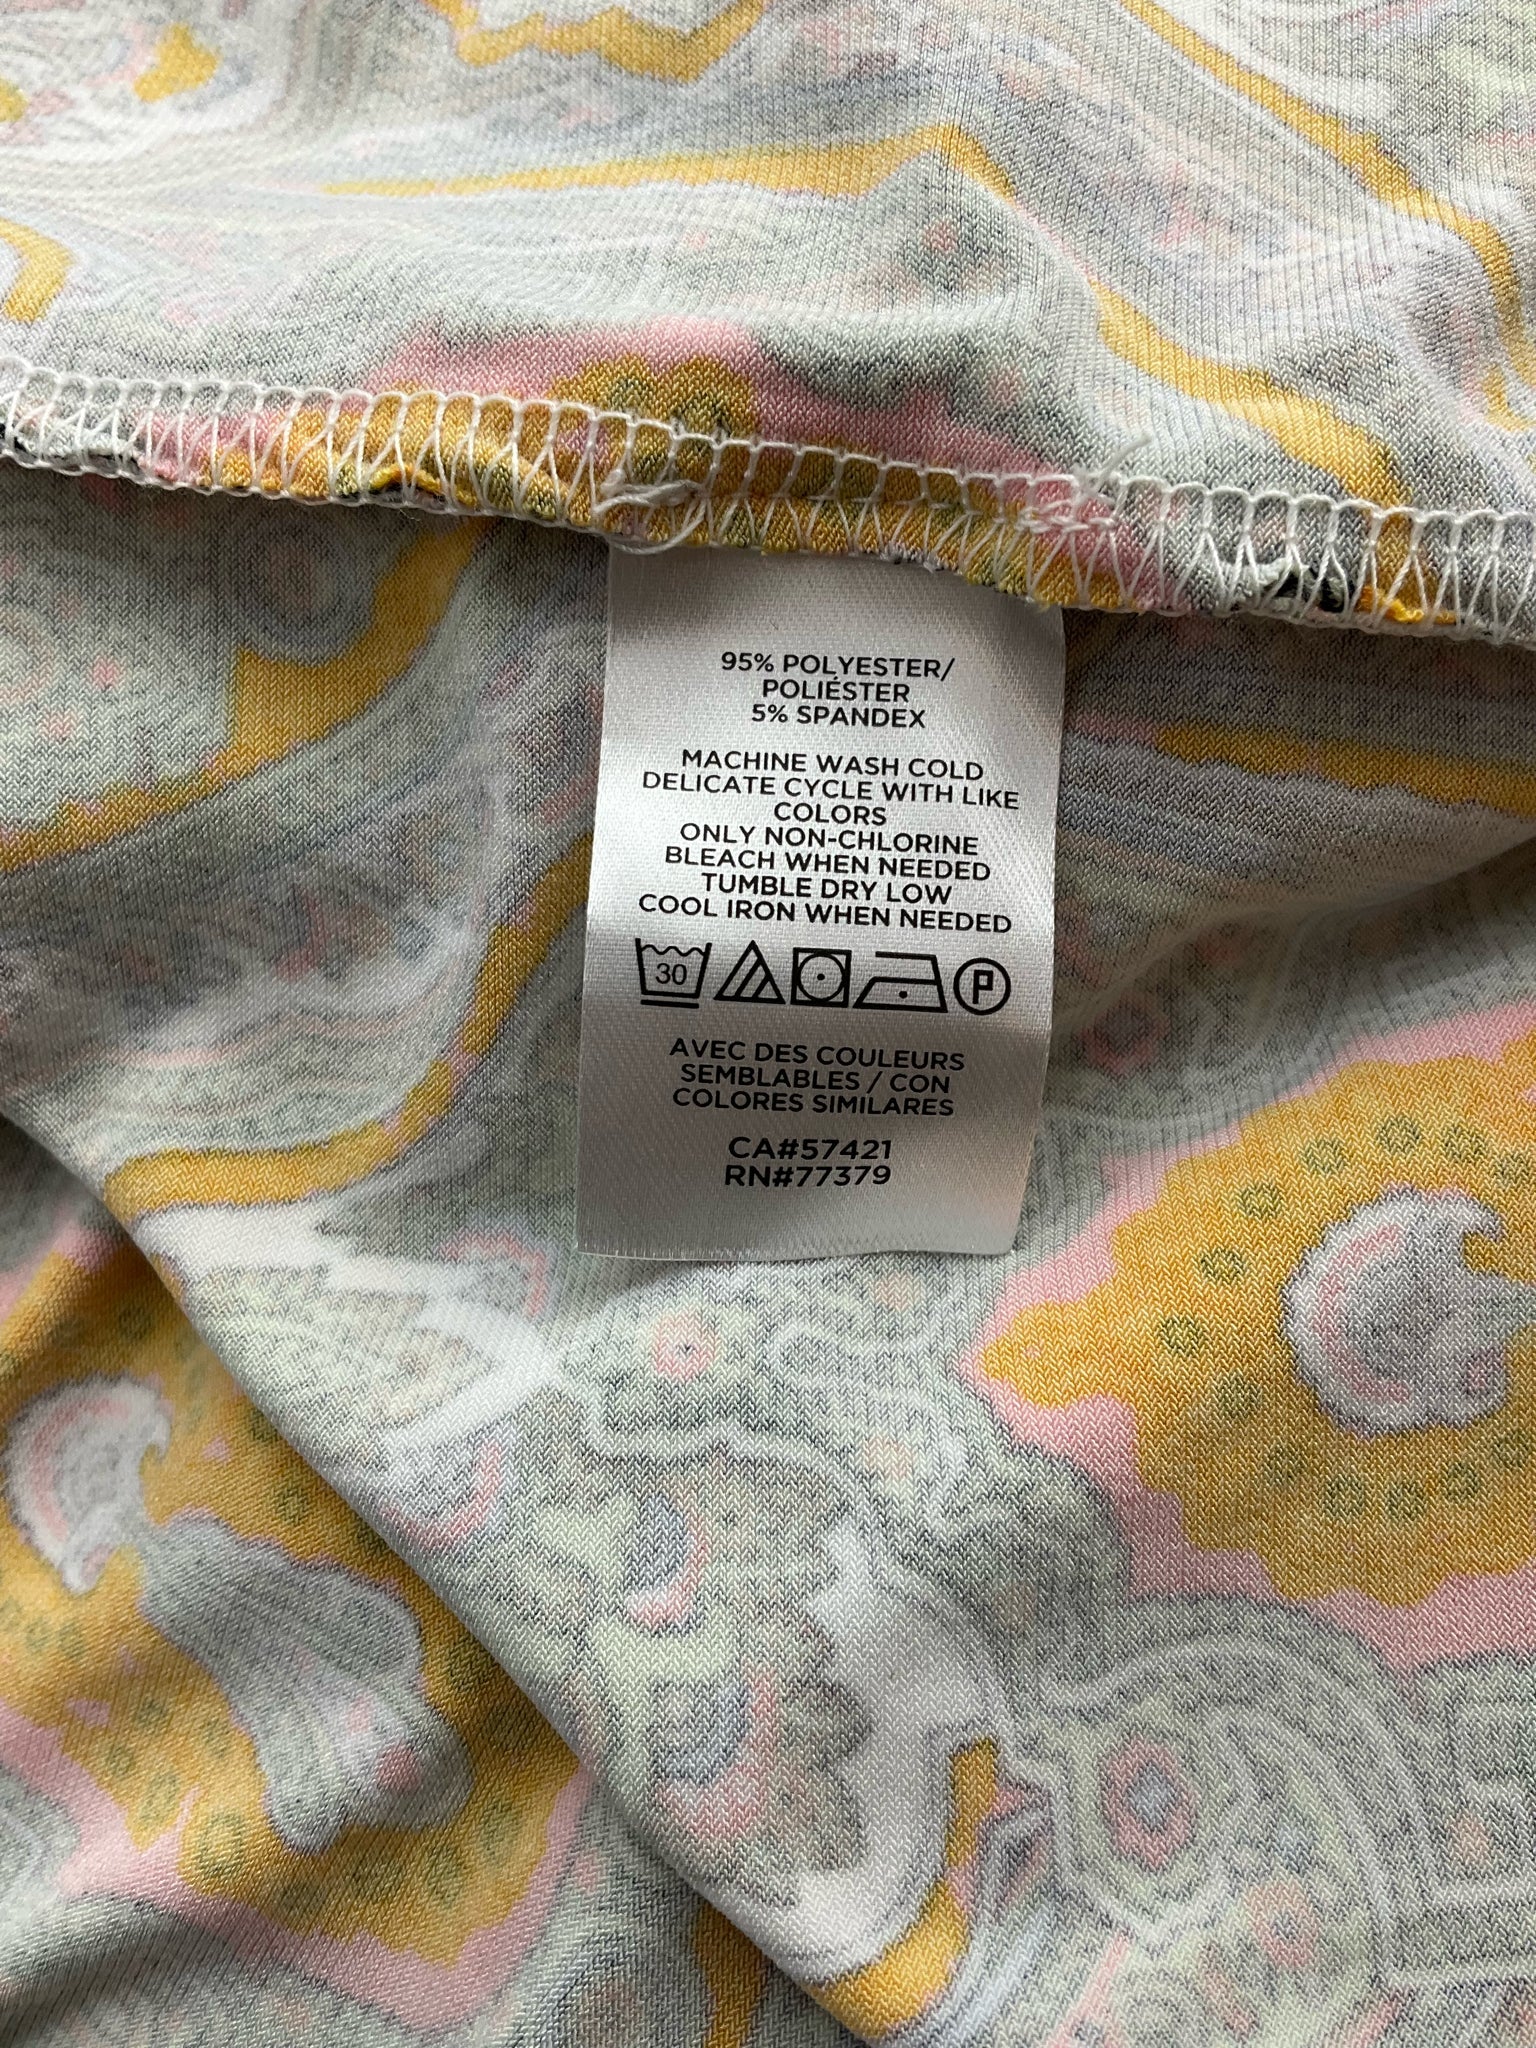 95% POLYESTER/
POLIÉSTER
5% SPANDEX
MACHINE WASH COLD
DELICATE CYCLE WITH LIKE
COLORS
ONLY NON-CHLORINE
BLEACH WHEN NEEDED
TUMBLE DRY LOW
COOL IRON WHEN NEEDED
30 P
AVEC DES COULEURS
SEMBLABLES / CON
COLORES SIMILARES
CA#57421
RN#77379